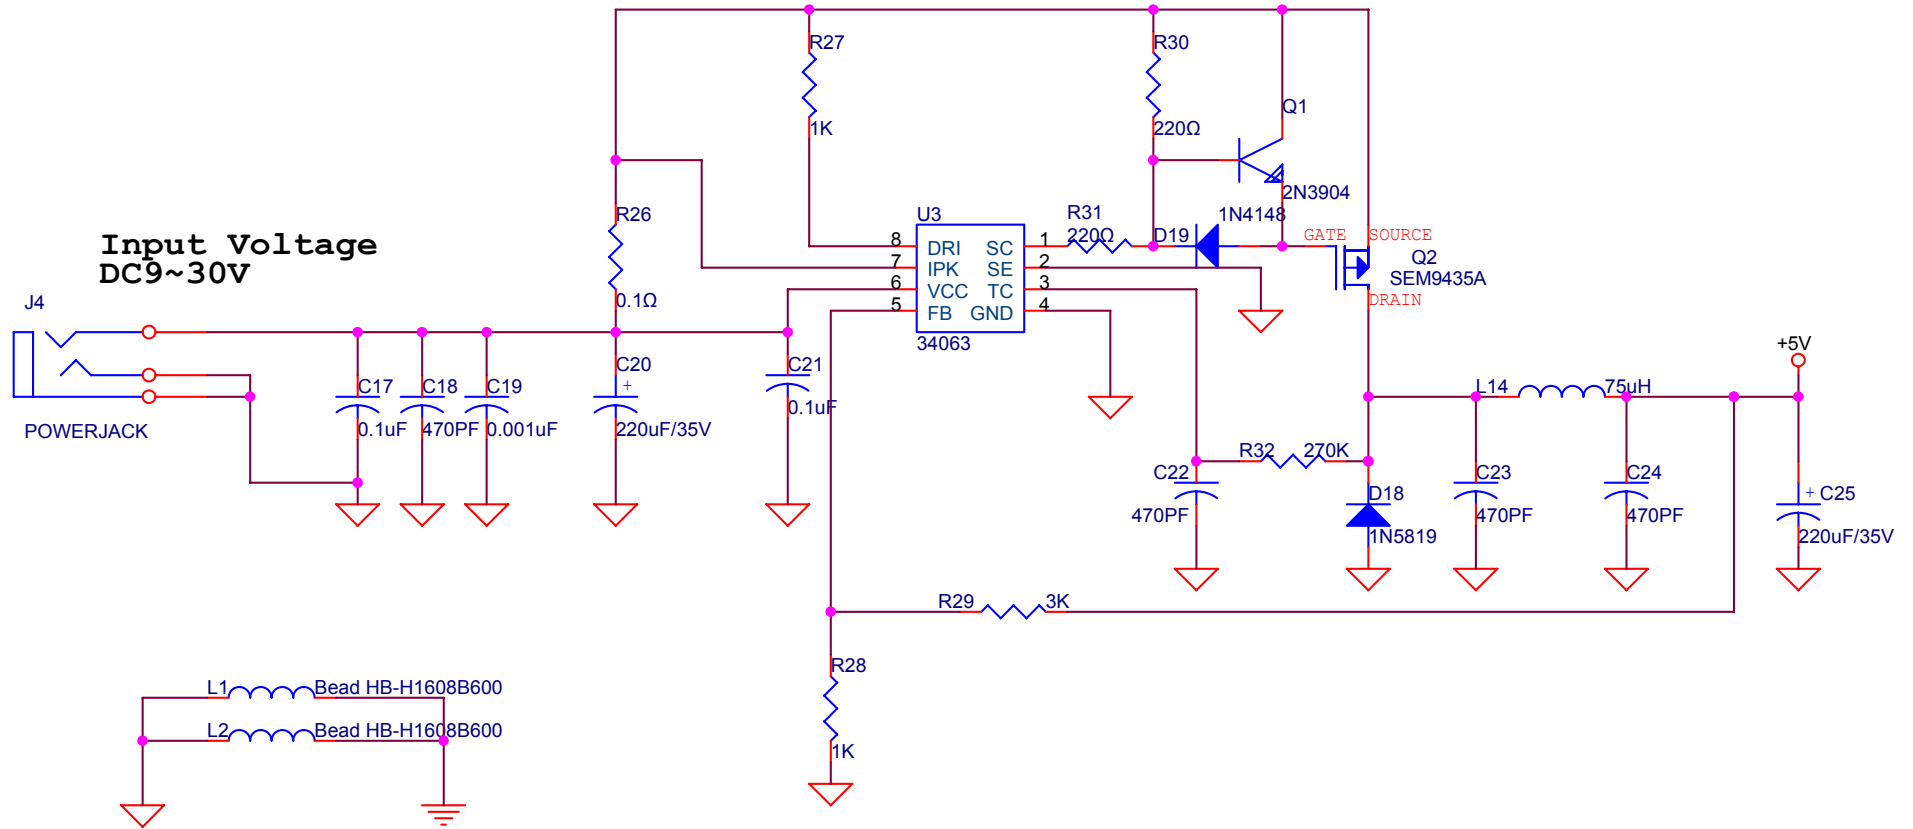 R27
1K
R30
220Ω
Q1
2N3904
R26
0.1Ω
Input Voltage
DC9~30V
J4
POWERJACK
U3
8 DRI SC 1
7 IPK SE 2
6 VCC TC 3
5 FB GND 4
34063
R31
220Ω
D19
1N4148
GATE
SOURCE
Q2
SEM9435A
DRAIN
C17
0.1uF
C18
470PF
C19
0.001uF
C20
+
220uF/35V
C21
0.1uF
+5V
L14 75uH
R32 270K
C22
470PF
D18
1N5819
C23
470PF
C24
470PF
+ C25
220uF/35V
R29 3K
R28
1K
L1 Bead HB-H1608B600
L2 Bead HB-H1608B600